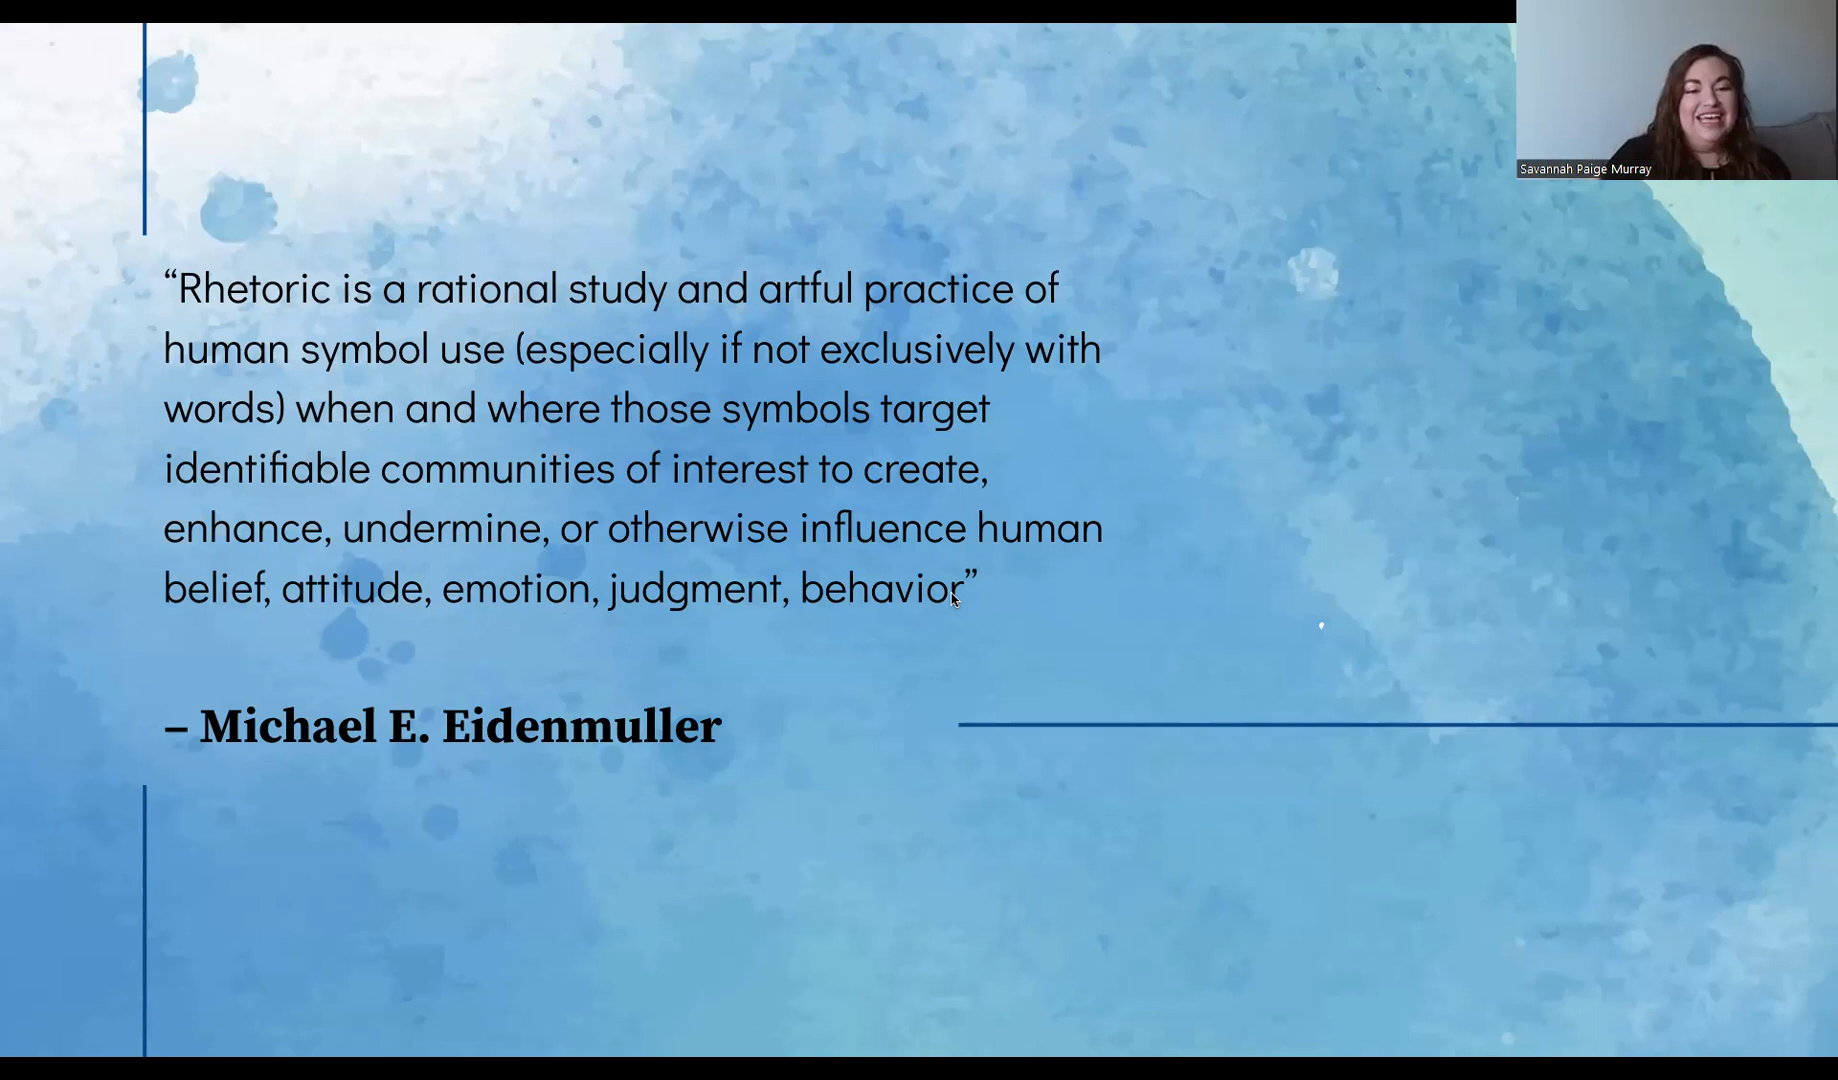 Savannah Paige Murray
“Rhetoric is a rational study and artful practice of
human symbol use (especially if not exclusively with
words) when and where those symbols target
identifiable communities of interest to create,
enhance, undermine, or otherwise influence human
belief, attitude, emotion, judgment, behavior”
– Michael E. Eidenmuller